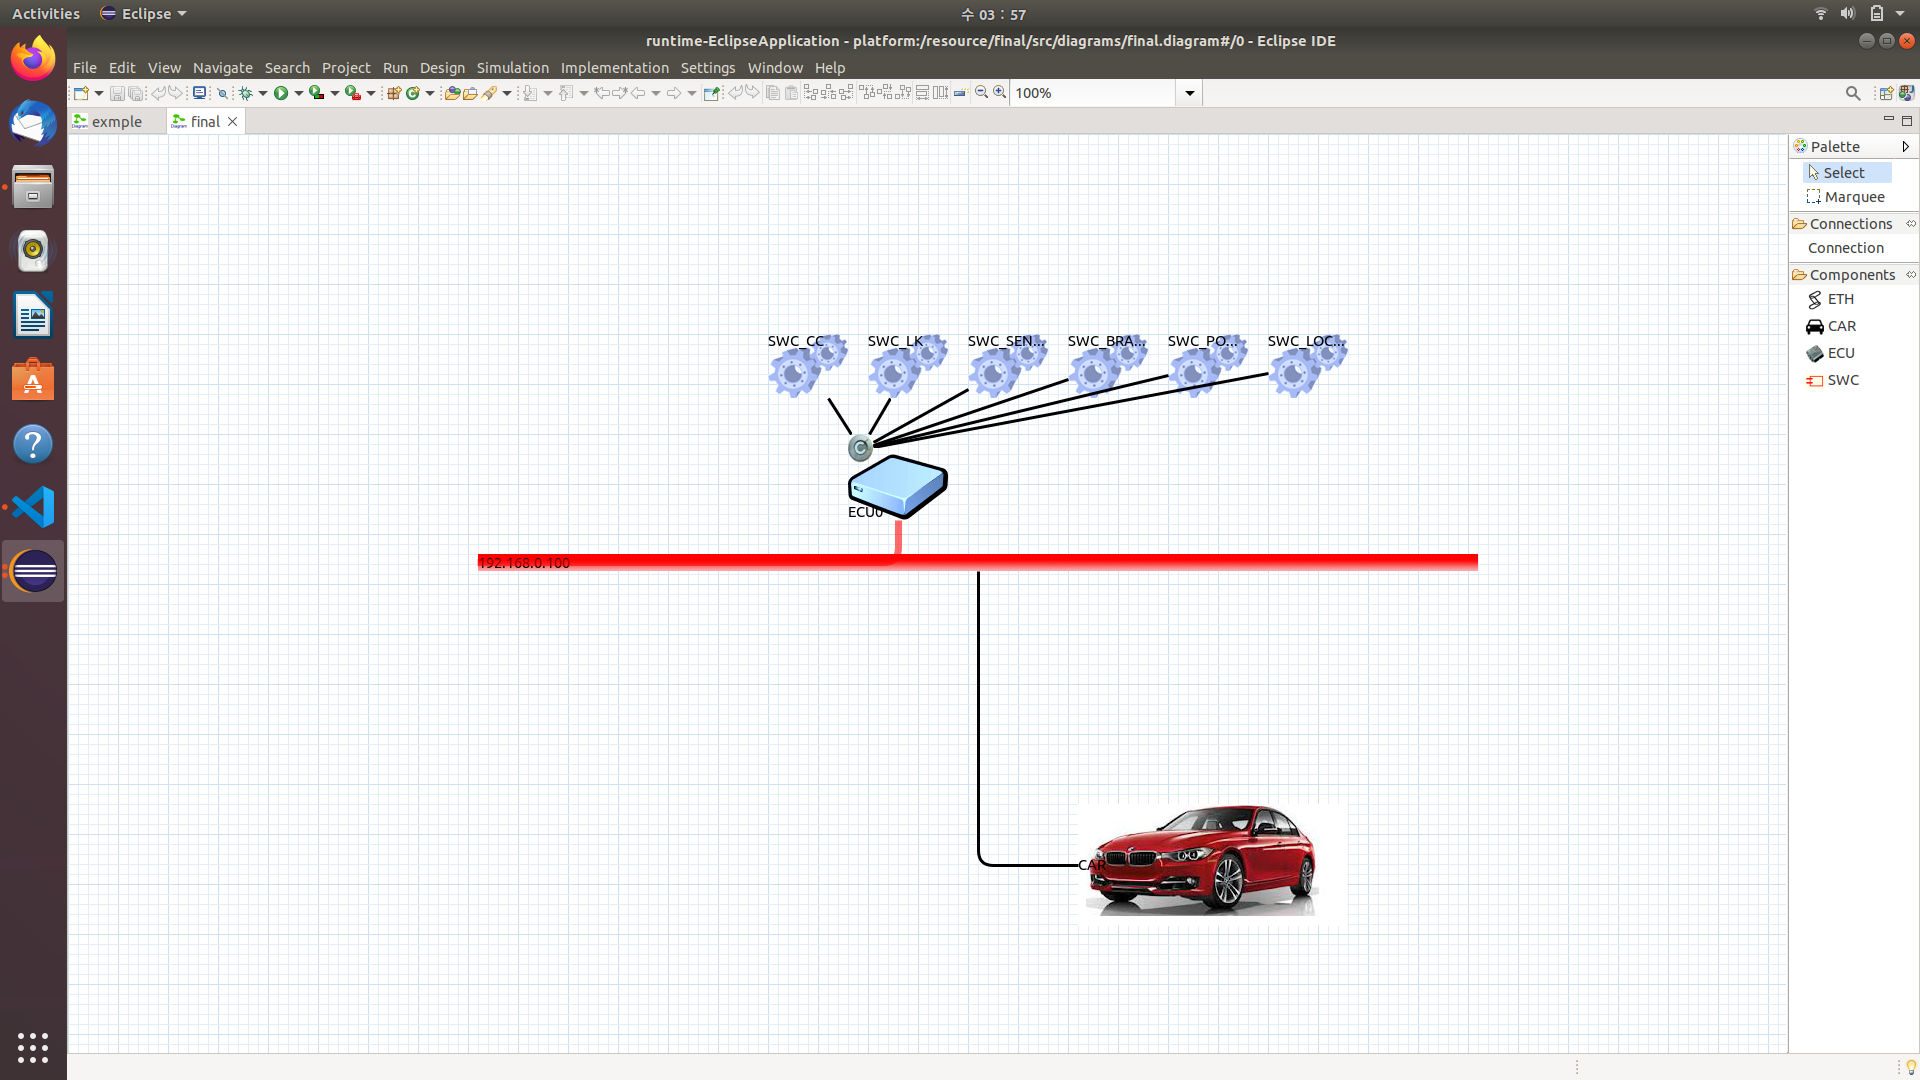 Activities
Eclipse
수 03 : 57
runtime-EclipseApplication - platform:/resource/final/src/diagrams/final.diagram#/0 - Eclipse IDE
File Edit View Navigate Search Project Run Design Simulation Implementation Settings Window Help
100%
exmple
final
Palette
Select
Marquee
Connections
Connection
Components
ETH
CAR
ECU
SWC
SWC_CC
SWC_LK
SWC_SEN...
SWC_BRA...
SWC_PO...
SWC_LOC...
C
ECU0
192.168.0.100
CAR